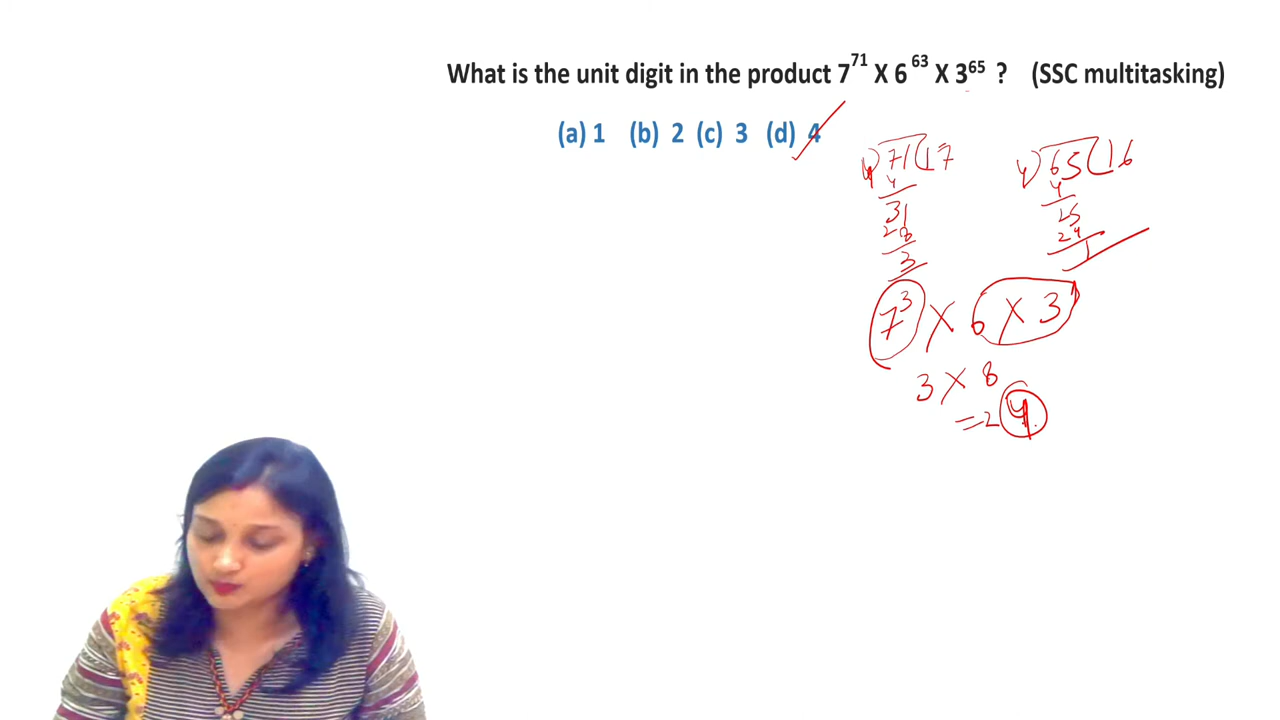 What is the unit digit in the product 7^71 X 6^63 X 3^65 ? (SSC multitasking)
(a) 1 (b) 2 (c) 3 (d) 4
4) 71 ( 17
4
31
28
3
4) 65 ( 16
4
25
24
1
7^3 X 6 X 3^1
3 X 8
= 24